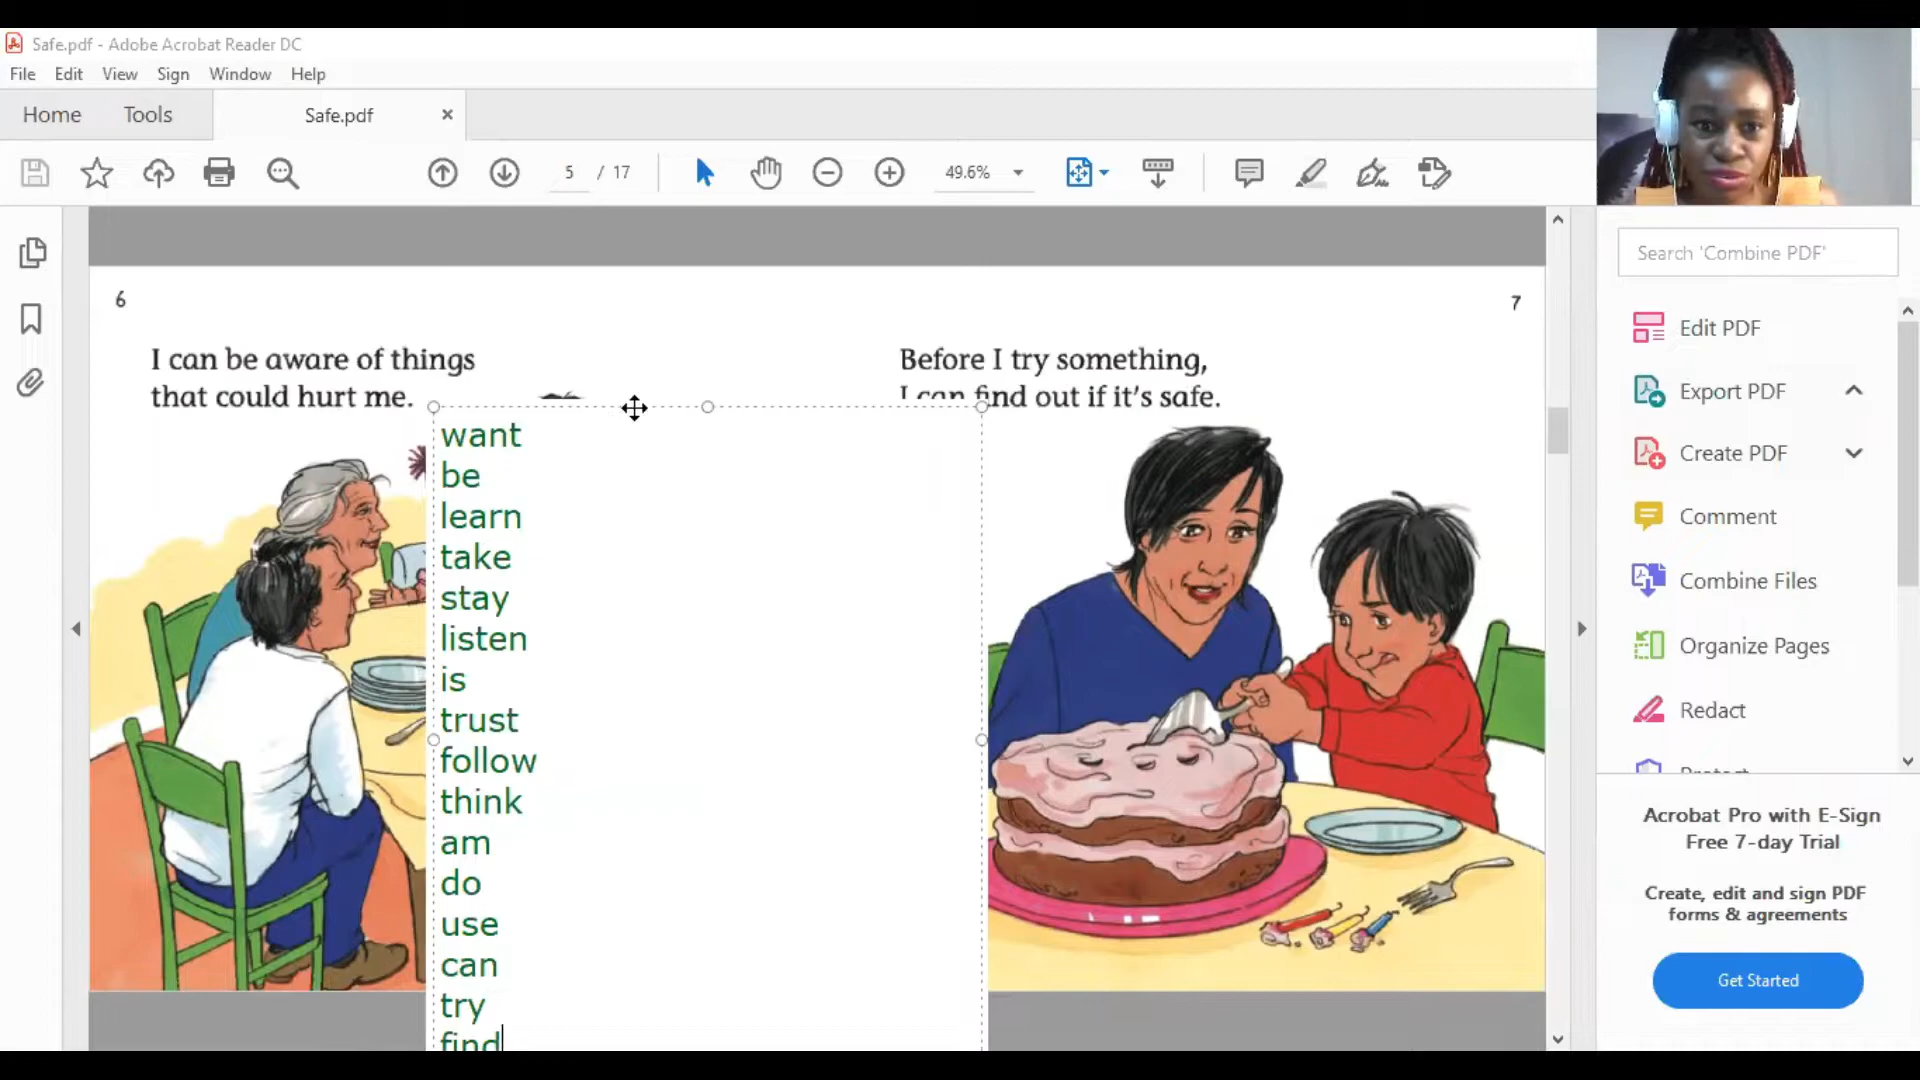 Safe.pdf - Adobe Acrobat Reader DC
File Edit View Sign Window Help
Home Tools Safe.pdf
5 / 17 49.6%
Search 'Combine PDF'
6
7
I can be aware of things
that could hurt me.
Before I try something,
I can find out if it's safe.
want
be
learn
take
stay
listen
is
trust
follow
think
am
do
use
can
try
find
Edit PDF
Export PDF
Create PDF
Comment
Combine Files
Organize Pages
Redact
Protect
Acrobat Pro with E-Sign
Free 7-day Trial
Create, edit and sign PDF
forms & agreements
Get Started